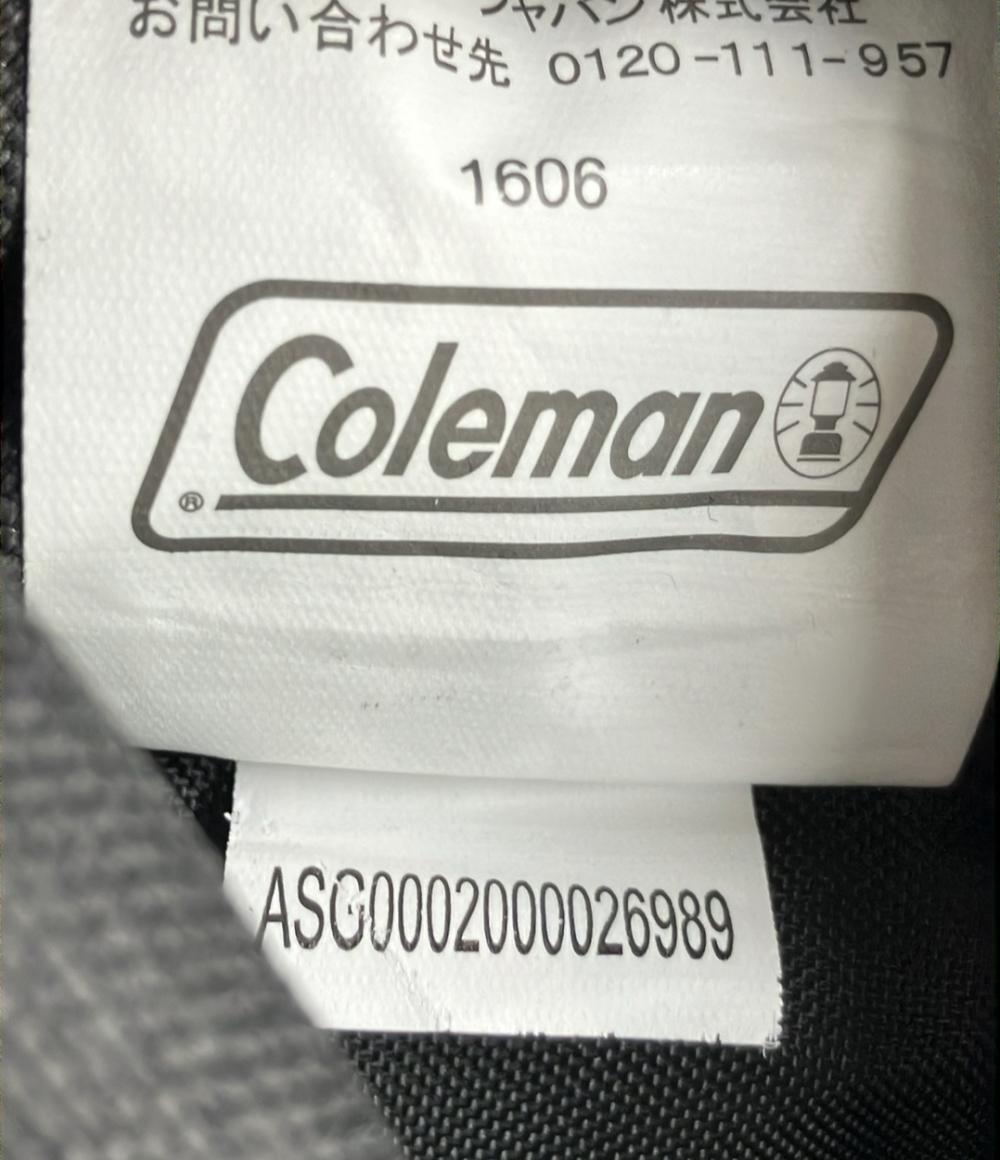 ジャパン株式会社
お問い合わせ先 0120-111-957
1606
Coleman
®
ASG0002000026989